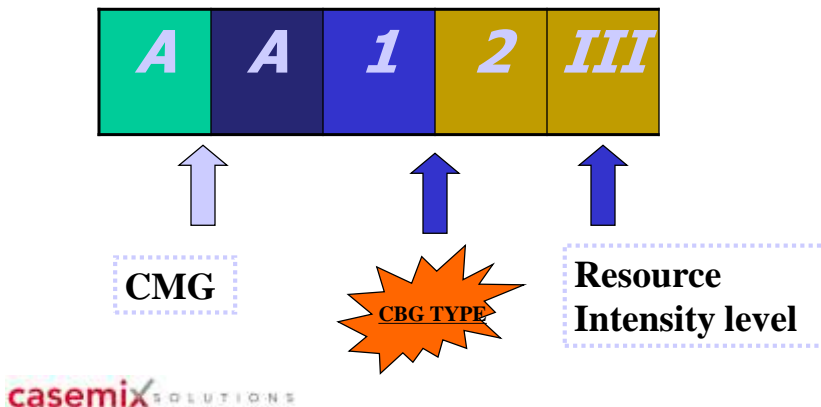 A A 1 2 III
CMG
CBG TYPE
Resource
Intensity level
casemix SOLUTIONS